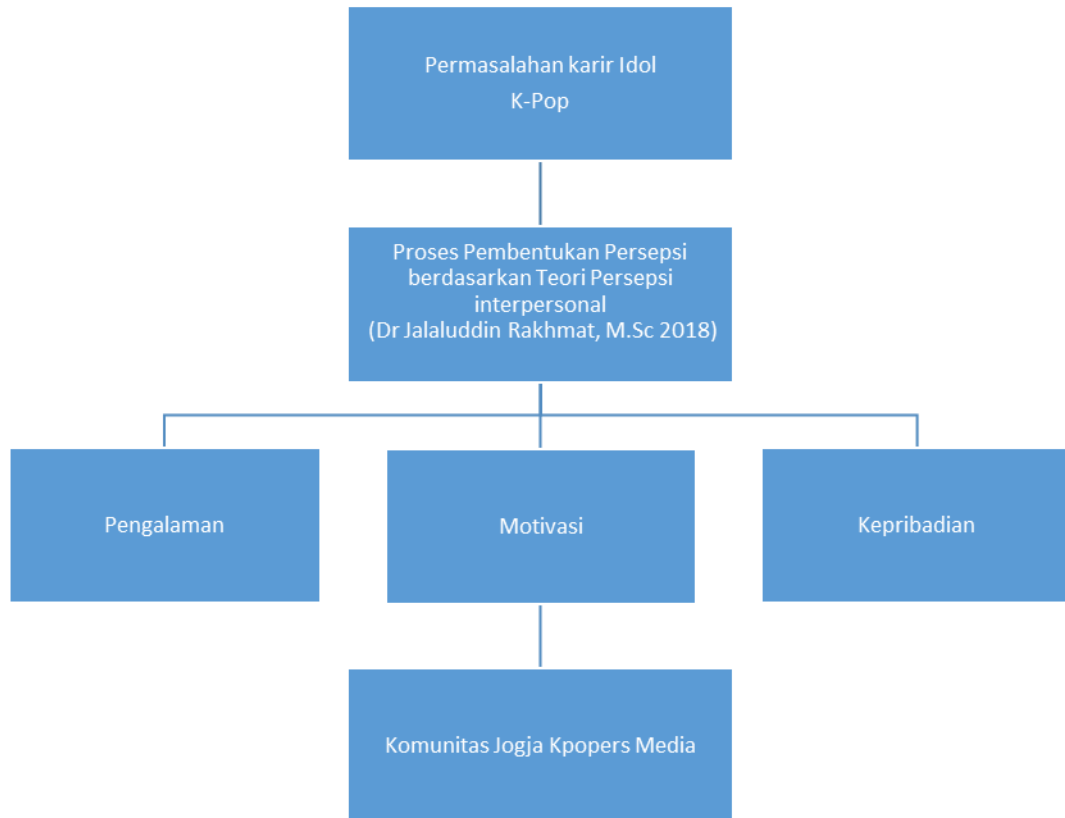 Permasalahan karir Idol
K-Pop
Proses Pembentukan Persepsi
berdasarkan Teori Persepsi
interpersonal
(Dr Jalaluddin Rakhmat, M.Sc 2018)
Pengalaman
Motivasi
Kepribadian
Komunitas Jogja Kpopers Media